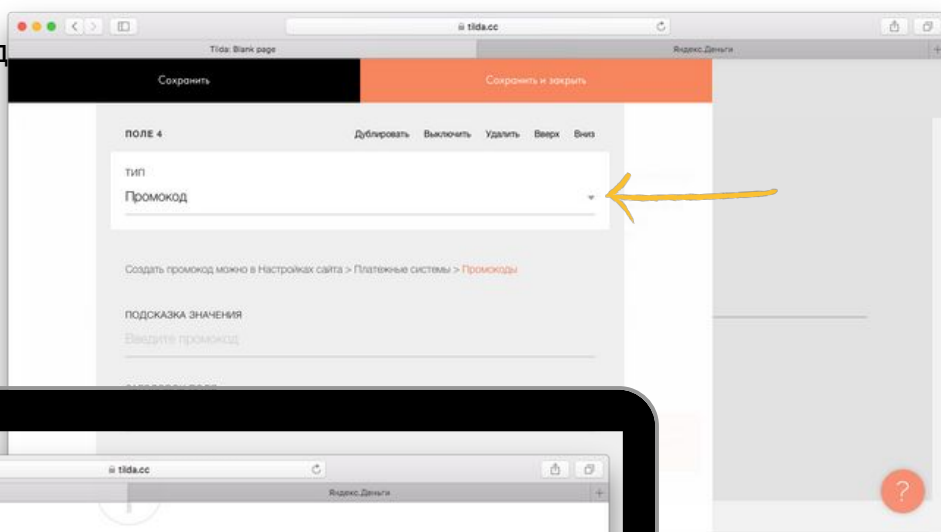 tilda.cc
Tilda: Blank page
Яндекс.Деньги
+
д
Сохранить
Сохранить и закрыть
ПОЛЕ 4
Дублировать Выключить Удалить Вверх Вниз
ТИП
Промокод
Создать промокод можно в Настройках сайта > Платежные системы > Промокоды
ПОДСКАЗКА ЗНАЧЕНИЯ
Введите промокод
?
tilda.cc
Яндекс.Деньги
+